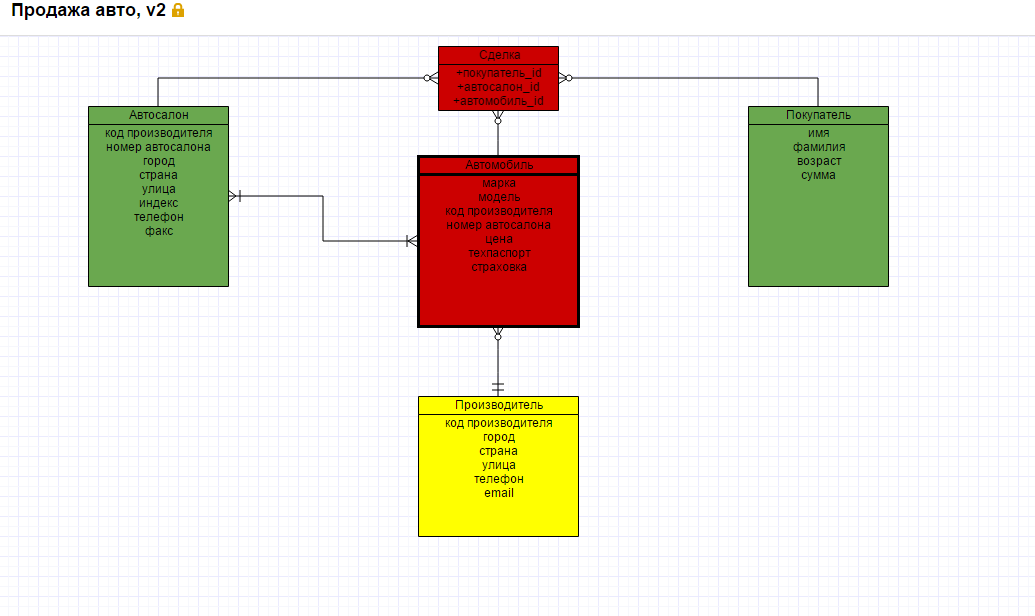 Продажа авто, v2
Сделка
+покупатель_id
+автосалон_id
+автомобиль_id
Автосалон
код производителя
номер автосалона
город
страна
улица
индекс
телефон
факс
Покупатель
имя
фамилия
возраст
сумма
Автомобиль
марка
модель
код производителя
номер автосалона
цена
техпаспорт
страховка
Производитель
код производителя
город
страна
улица
телефон
email